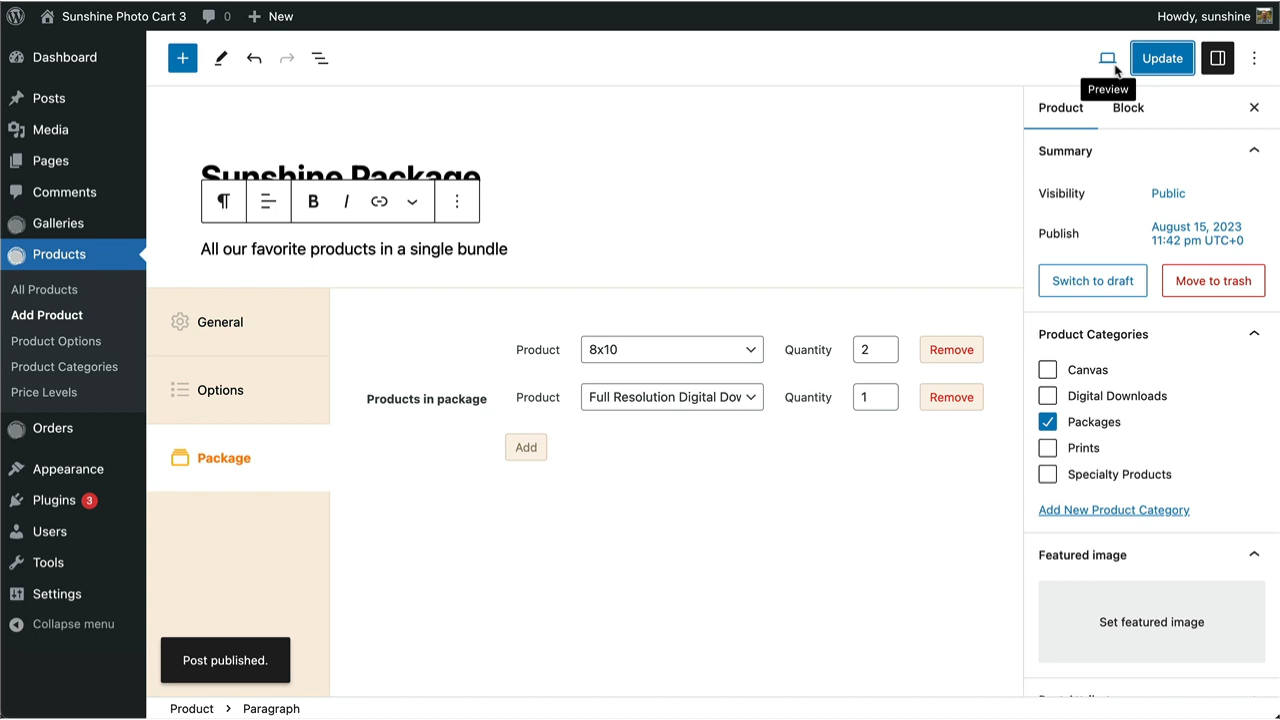 Sunshine Photo Cart 3 0 New Howdy, sunshine
Dashboard
Posts
Media
Pages
Comments
Galleries
Products
All Products
Add Product
Product Options
Product Categories
Price Levels
Orders
Appearance
Plugins 3
Users
Tools
Settings
Collapse menu
Update
Preview
Sunshine Package
B I
All our favorite products in a single bundle
General
Options
Package
Products in package
Product 8x10 Quantity 2 Remove
Product Full Resolution Digital Dow Quantity 1 Remove
Add
Post published.
Product > Paragraph
Product Block
Summary
Visibility Public
Publish August 15, 2023
11:42 pm UTC+0
Switch to draft Move to trash
Product Categories
Canvas
Digital Downloads
Packages
Prints
Specialty Products
Add New Product Category
Featured image
Set featured image